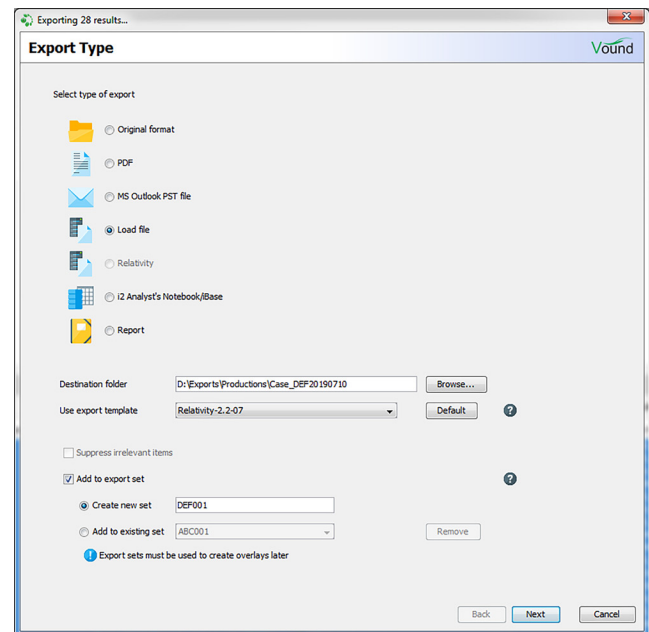 Exporting 28 results...
Export Type
Vound
Select type of export
Original format
PDF
MS Outlook PST file
Load file
Relativity
i2 Analyst's Notebook/iBase
Report
Destination folder D:\Exports\Productions\Case_DEF20190710 Browse...
Use export template Relativity-2.2-07 Default ?
Suppress irrelevant items
Add to export set ?
Create new set DEF001
Add to existing set ABC001 Remove
! Export sets must be used to create overlays later
Back Next Cancel